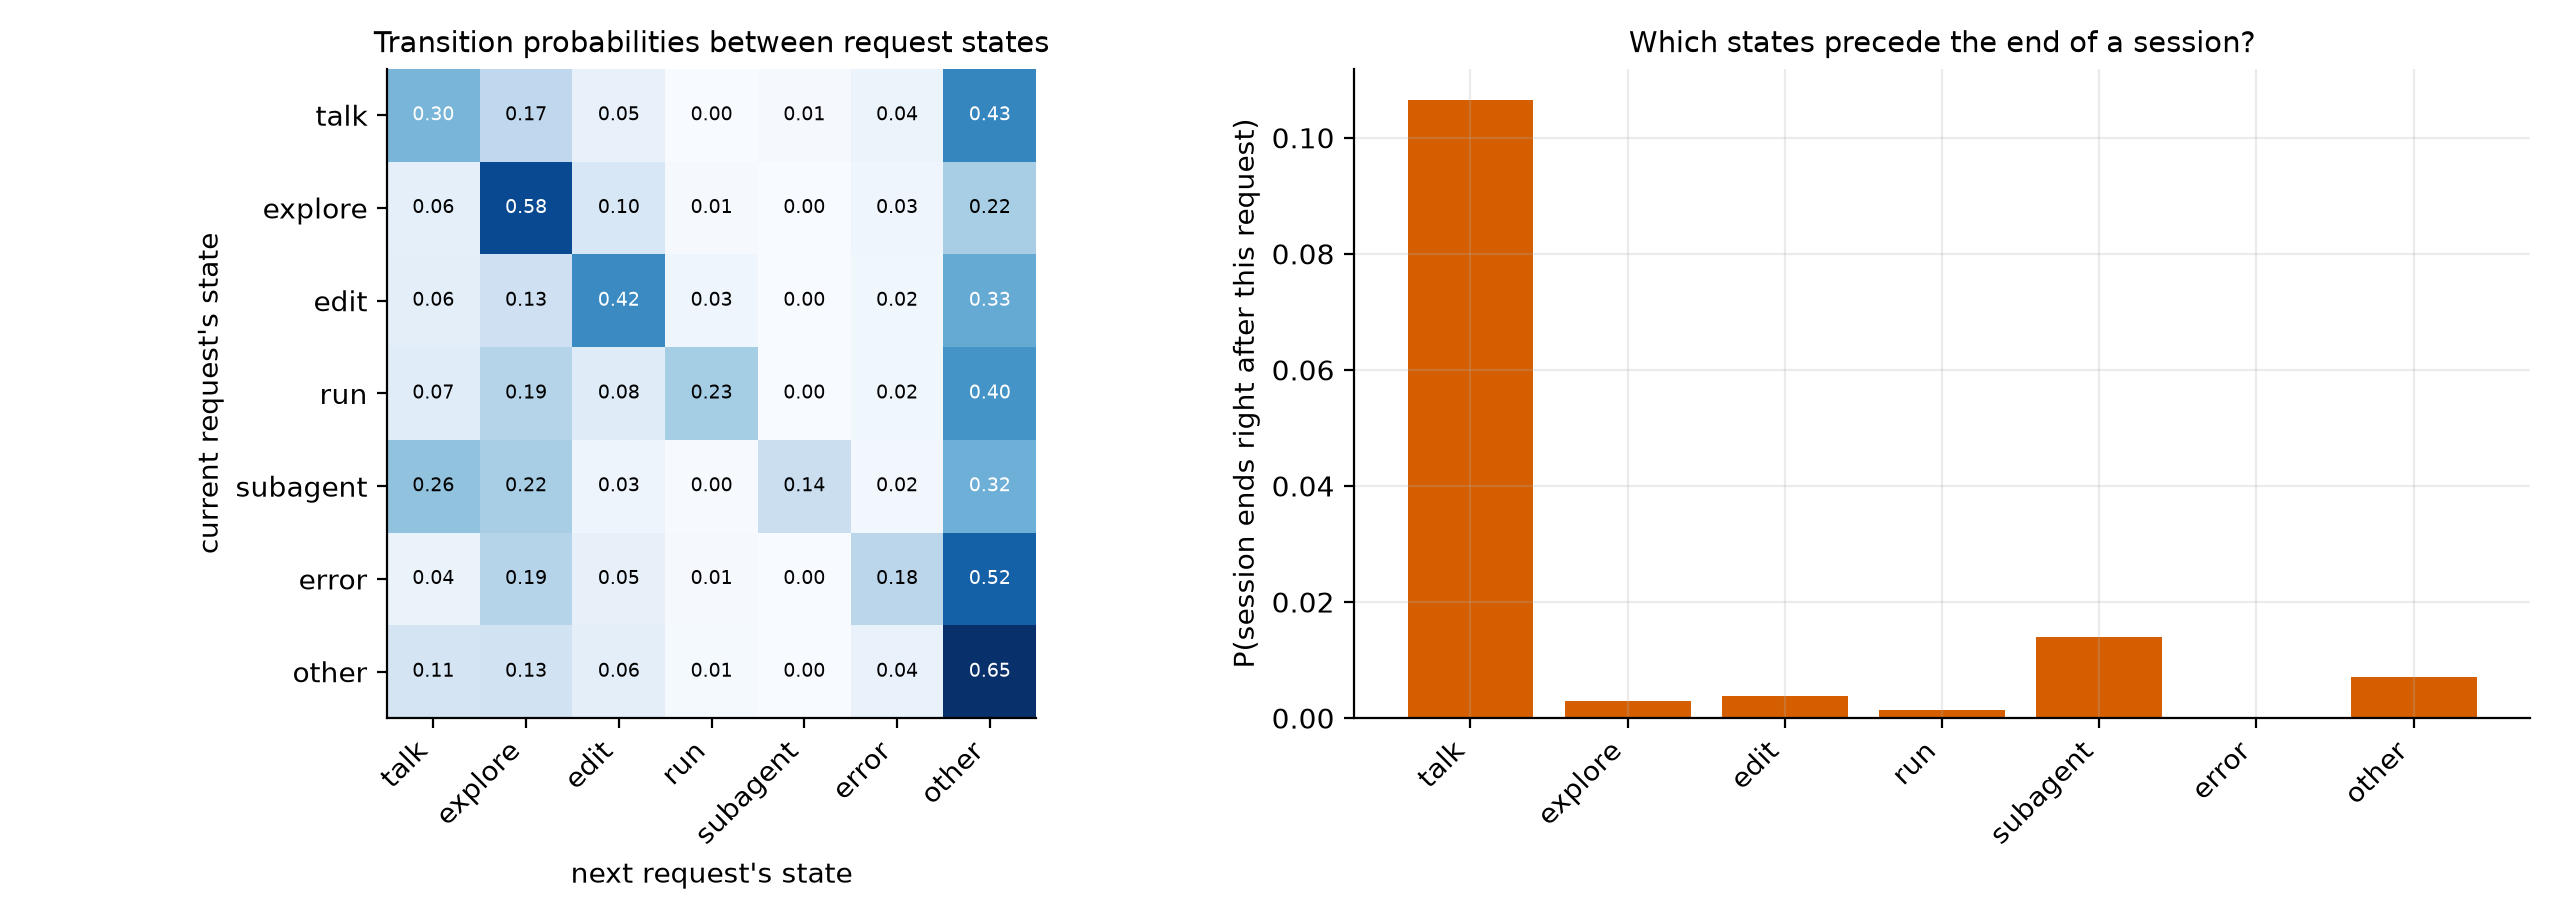 Transition probabilities between request states
current request's state
talk 0.30 0.17 0.05 0.00 0.01 0.04 0.43
explore 0.06 0.58 0.10 0.01 0.00 0.03 0.22
edit 0.06 0.13 0.42 0.03 0.00 0.02 0.33
run 0.07 0.19 0.08 0.23 0.00 0.02 0.40
subagent 0.26 0.22 0.03 0.00 0.14 0.02 0.32
error 0.04 0.19 0.05 0.01 0.00 0.18 0.52
other 0.11 0.13 0.06 0.01 0.00 0.04 0.65
talk explore edit run subagent error other
next request's state
Which states precede the end of a session?
P(session ends right after this request)
0.10
0.08
0.06
0.04
0.02
0.00
talk explore edit run subagent error other